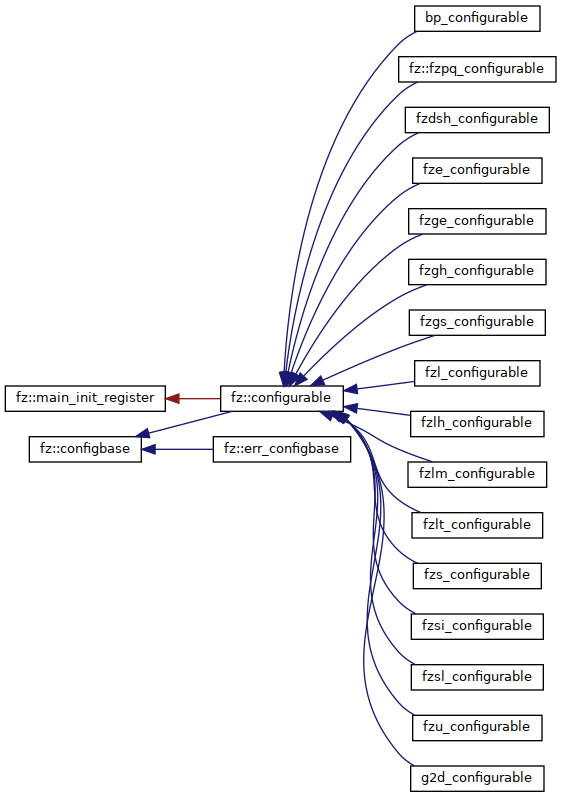 bp_configurable
fz::fzpq_configurable
fzdsh_configurable
fze_configurable
fzge_configurable
fzgh_configurable
fzgs_configurable
fzl_configurable
fz::main_init_register
fz::configurable
fzlh_configurable
fz::configbase
fz::err_configbase
fzlm_configurable
fzlt_configurable
fzs_configurable
fzsi_configurable
fzsl_configurable
fzu_configurable
g2d_configurable